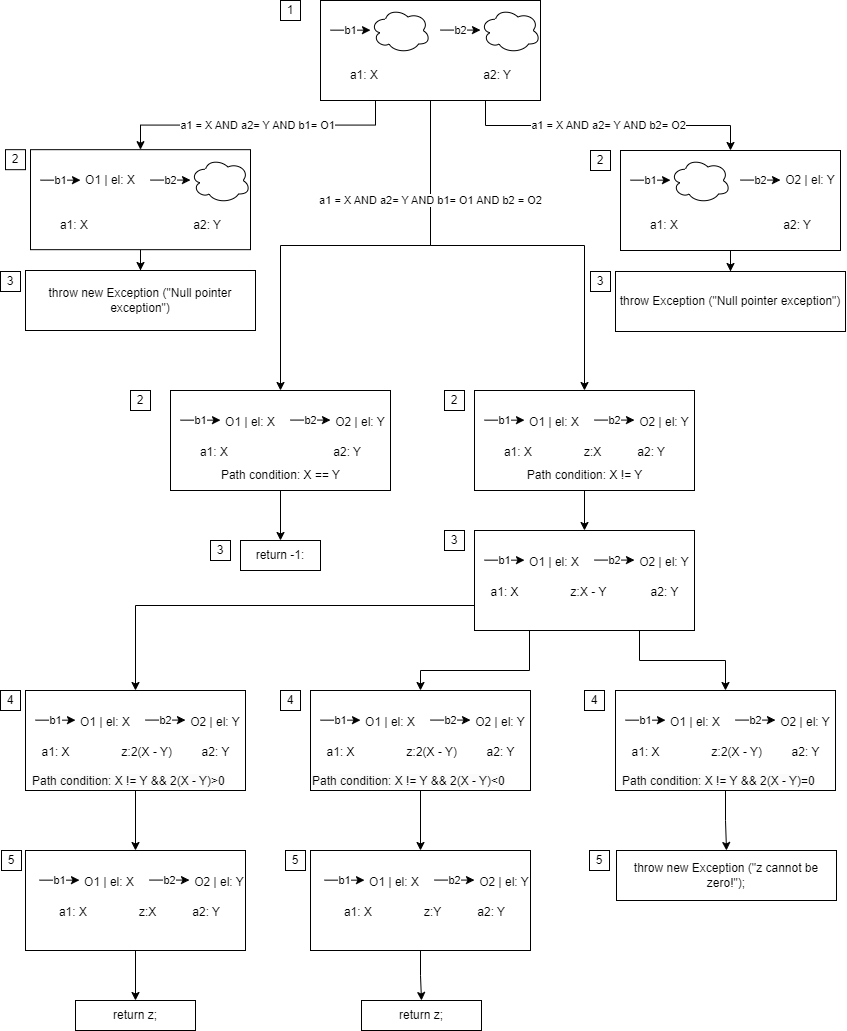 1
b1
b2
a1: X
a2: Y
a1 = X AND a2= Y AND b1= O1
a1 = X AND a2= Y AND b2= O2
2
b1
O1 | el: X
b2
a1: X
a2: Y
2
b1
b2
O2 | el: Y
a1: X
a2: Y
a1 = X AND a2= Y AND b1= O1 AND b2 = O2
3
throw new Exception ("Null pointer
exception")
3
throw Exception ("Null pointer exception")
2
b1
O1 | el: X
b2
O2 | el: Y
a1: X
a2: Y
Path condition: X == Y
2
b1
O1 | el: X
b2
O2 | el: Y
a1: X
z:X
a2: Y
Path condition: X != Y
3
return -1:
3
b1
O1 | el: X
b2
O2 | el: Y
a1: X
z:X - Y
a2: Y
4
b1
O1 | el: X
b2
O2 | el: Y
a1: X
z:2(X - Y)
a2: Y
Path condition: X != Y && 2(X - Y)>0
4
b1
O1 | el: X
b2
O2 | el: Y
a1: X
z:2(X - Y)
a2: Y
Path condition: X != Y && 2(X - Y)<0
4
b1
O1 | el: X
b2
O2 | el: Y
a1: X
z:2(X - Y)
a2: Y
Path condition: X != Y && 2(X - Y)=0
5
b1
O1 | el: X
b2
O2 | el: Y
a1: X
z:X
a2: Y
5
b1
O1 | el: X
b2
O2 | el: Y
a1: X
z:Y
a2: Y
5
throw new Exception ("z cannot be
zero!");
return z;
return z;